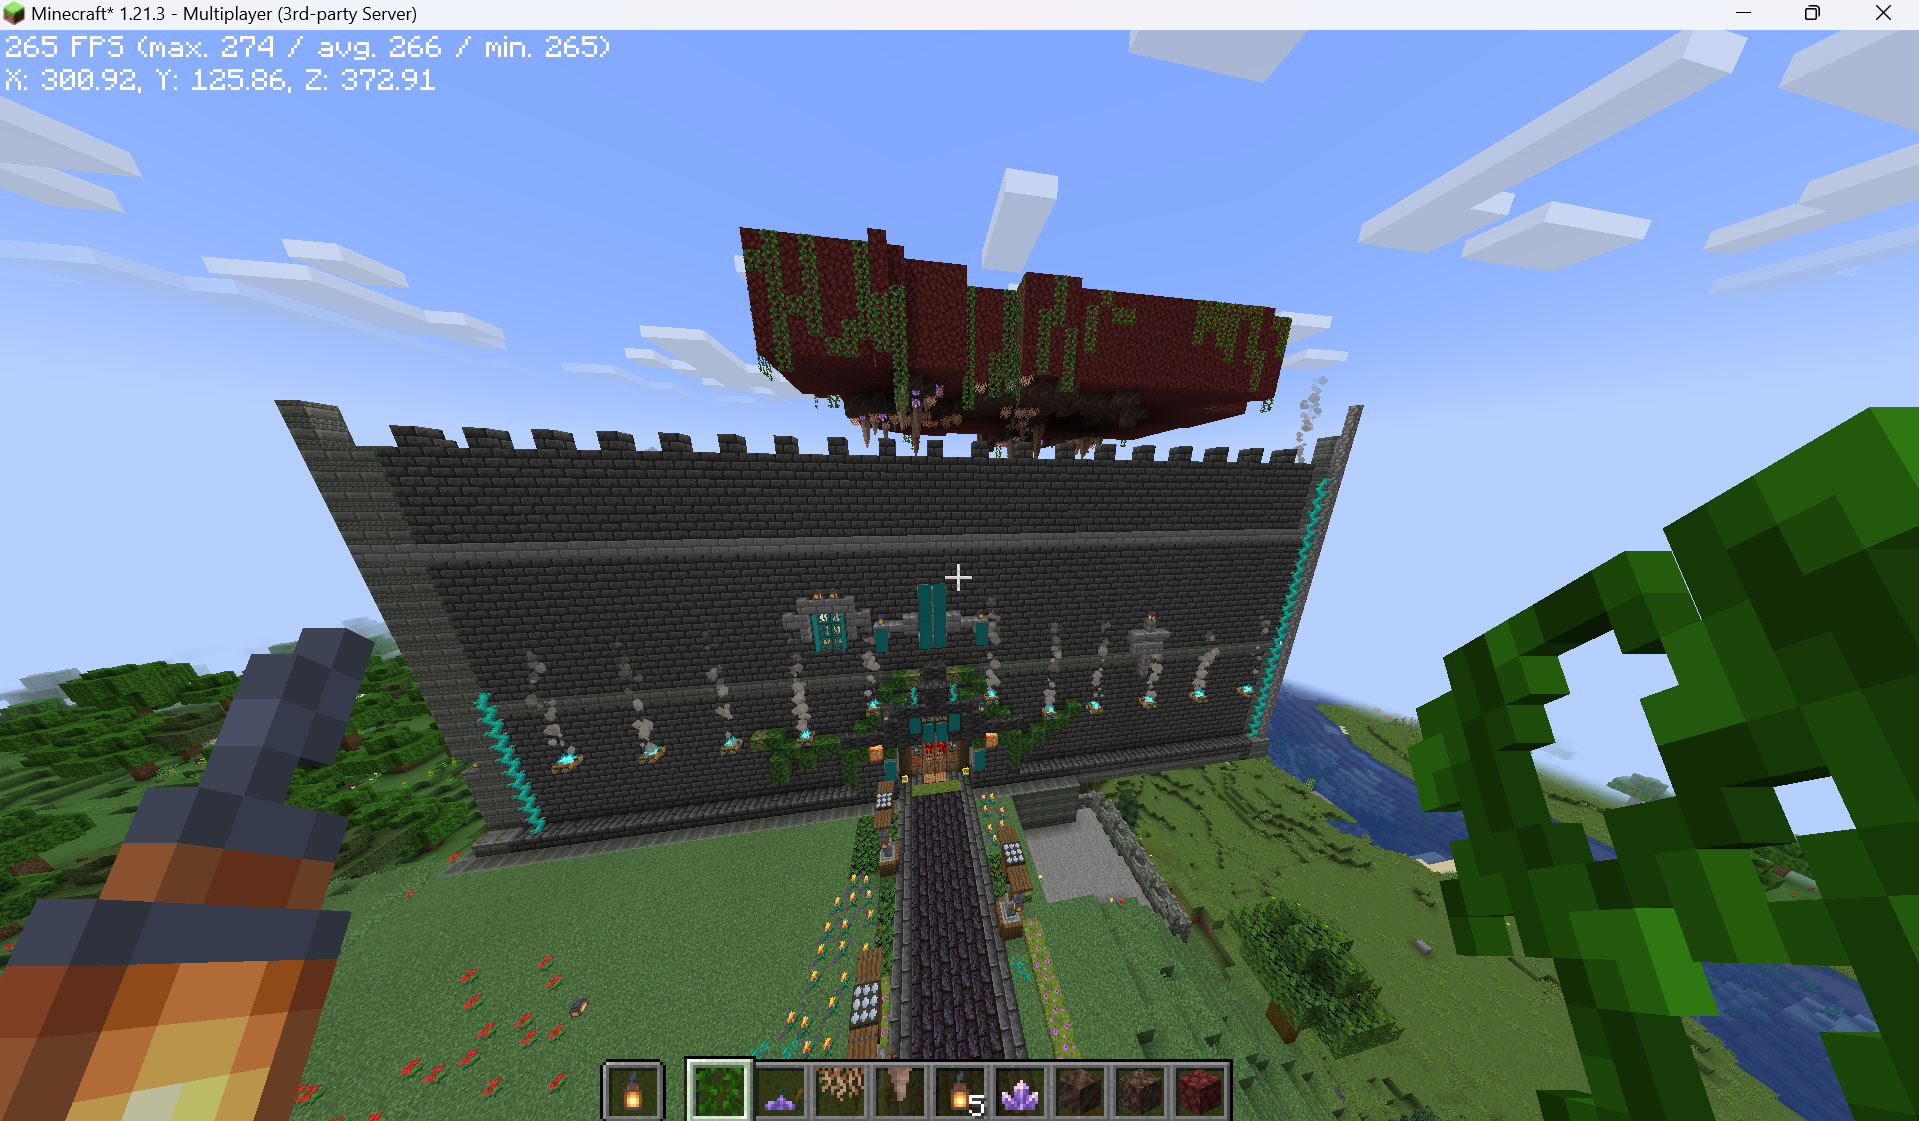 Minecraft* 1.21.3 - Multiplayer (3rd-party Server)
265 FPS (max. 274 / avg. 266 / min. 265)
X: 300.92, Y: 125.86, Z: 372.91
5